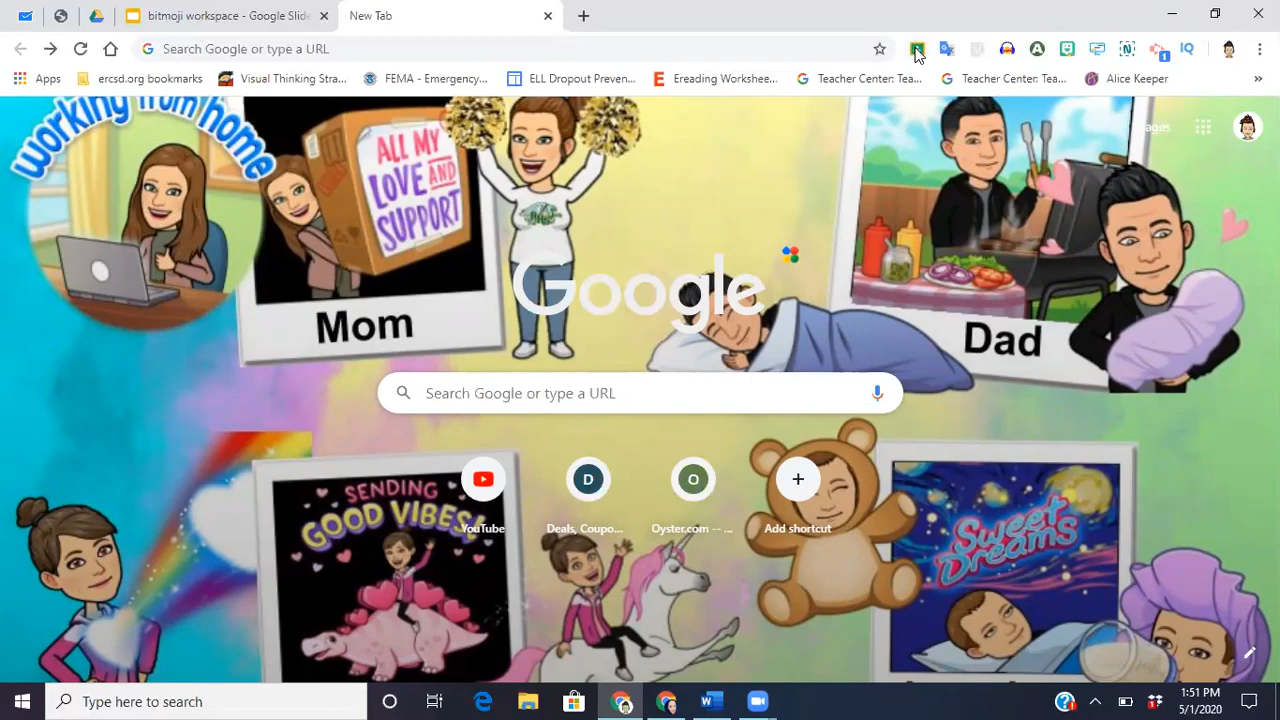 bitmoji workspace - Google Slide
New Tab
Search Google or type a URL
Apps
ercsd.org bookmarks
Visual Thinking Stra...
FEMA - Emergency...
ELL Dropout Preven...
Ereading Workshee...
Teacher Center: Tea...
Teacher Center: Tea...
Alice Keeper
working from home
ALL MY
LOVE AND
SUPPORT
Mom
Dad
Google
Search Google or type a URL
YouTube
D
Deals, Coupo...
O
Oyster.com -- ...
Add shortcut
SENDING
GOOD VIBES!
Sweet
Dreams
Type here to search
1:51 PM
5/1/2020